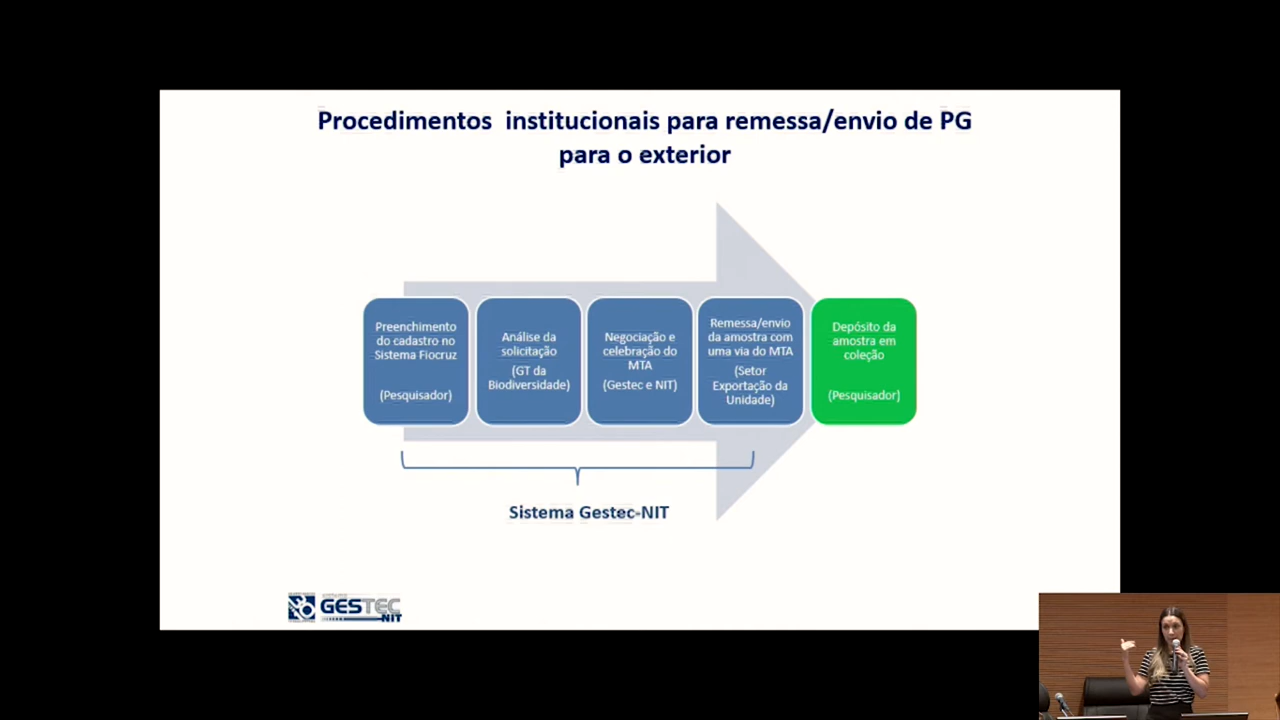 Procedimentos institucionais para remessa/envio de PG
para o exterior
Preenchimento
do cadastro no
Sistema Fiocruz
(Pesquisador)
Análise da
solicitação
(GT da
Biodiversidade)
Negociação e
celebração do
MTA
(Gestec e NIT)
Remessa/envio
da amostra com
uma via do MTA
(Setor
Exportação da
Unidade)
Depósito da
amostra em
coleção
(Pesquisador)
Sistema Gestec-NIT
GESTEC
NIT